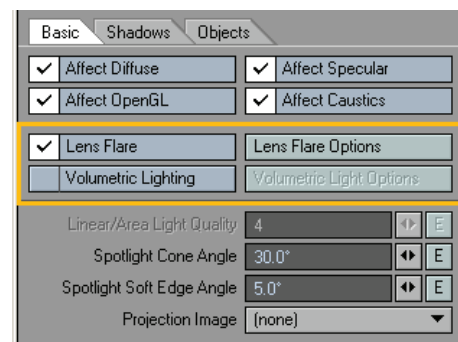 Basic Shadows Objects
Affect Diffuse Affect Specular
Affect OpenGL Affect Caustics
Lens Flare Lens Flare Options
Volumetric Lighting Volumetric Light Options
Linear/Area Light Quality 4 E
Spotlight Cone Angle 30.0° E
Spotlight Soft Edge Angle 5.0° E
Projection Image (none)